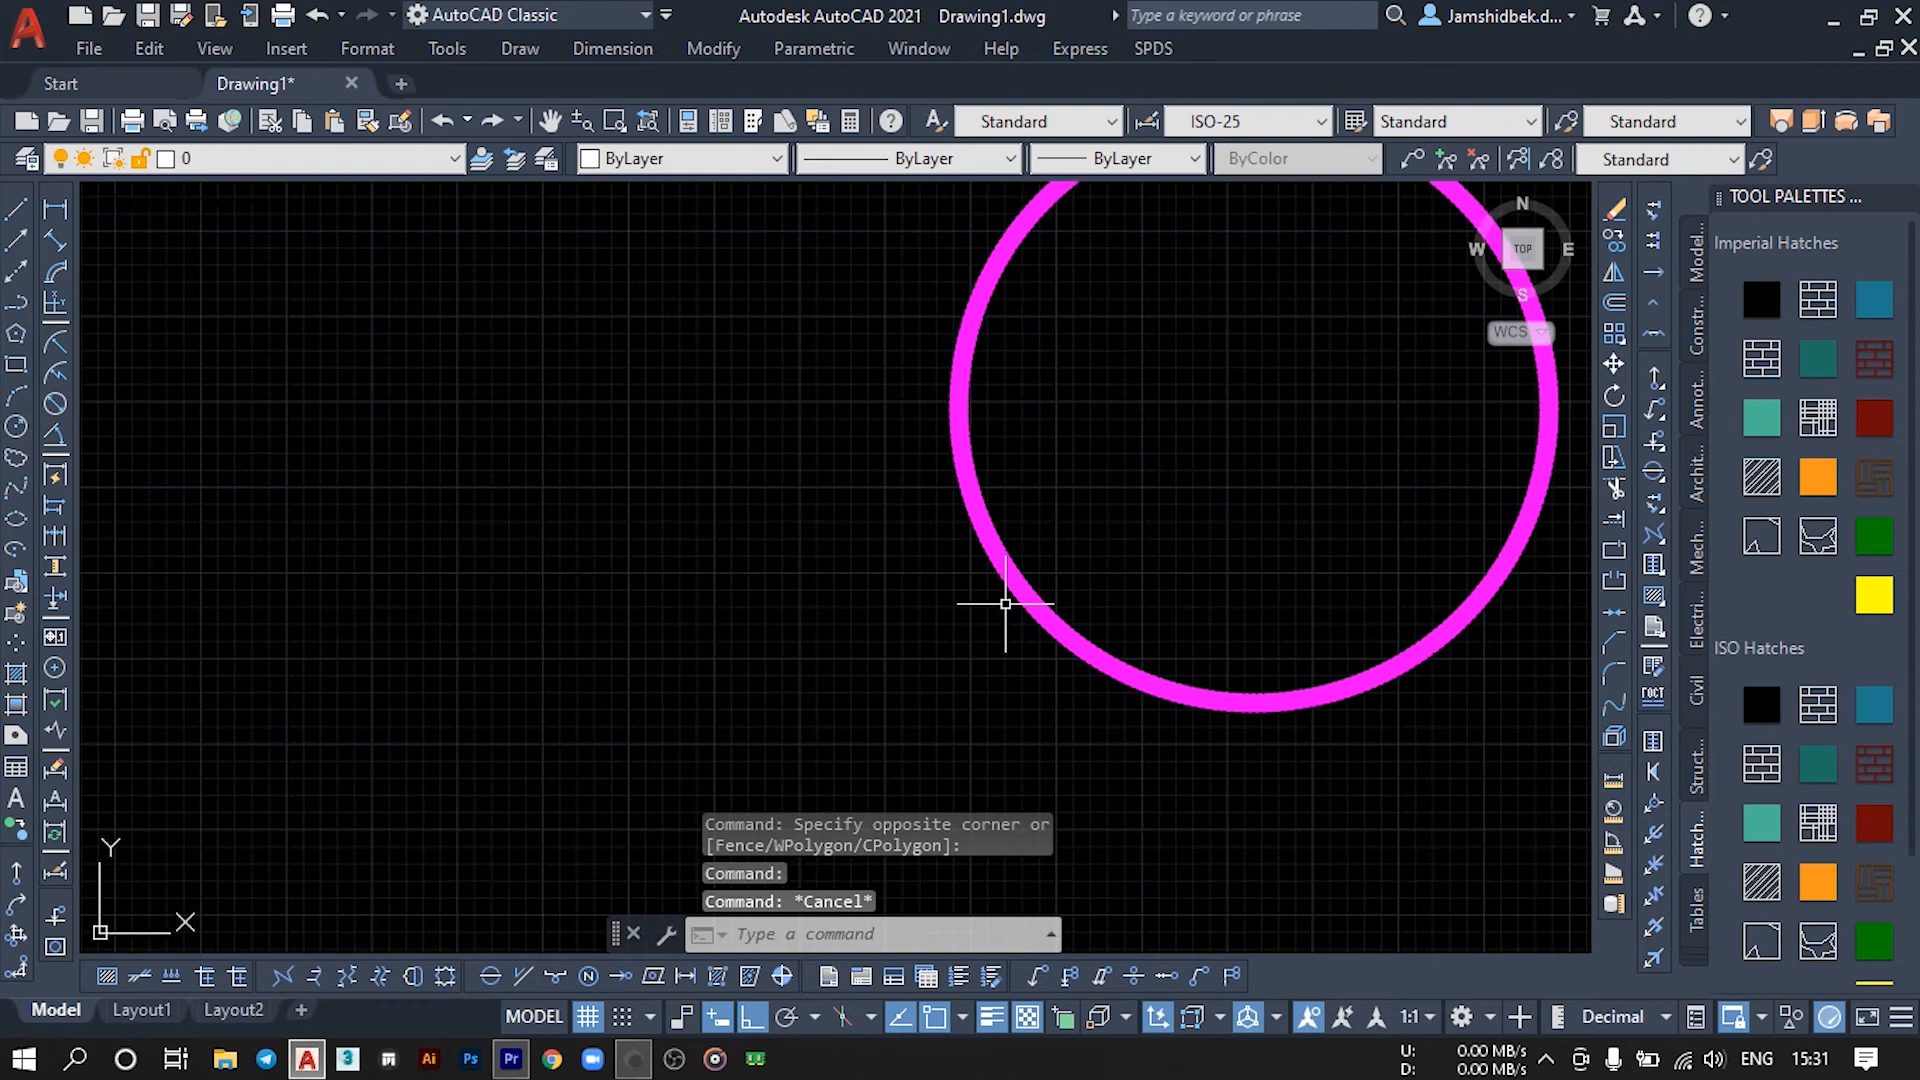 AutoCAD Classic
Autodesk AutoCAD 2021 Drawing1.dwg
Type a keyword or phrase
Jamshidbek.d...
File Edit View Insert Format Tools Draw Dimension Modify Parametric Window Help Express SPDS
Start
Drawing1*
Standard
ISO-25
Standard
Standard
0
ByLayer
ByLayer
ByLayer
ByColor
Standard
TOOL PALETTES ...
Imperial Hatches
ISO Hatches
Model...
Constr...
Annot...
Archit...
Mech...
Electri...
Civil
Struct...
Hatch...
Tables
N
W
TOP
E
S
WCS
ГОСТ
Y
X
Command: Specify opposite corner or
[Fence/WPolygon/CPolygon]:
Command:
Command: *Cancel*
Type a command
Model
Layout1
Layout2
MODEL
1:1
Decimal
U: 0.00 MB/s
D: 0.00 MB/s
ENG
15:31